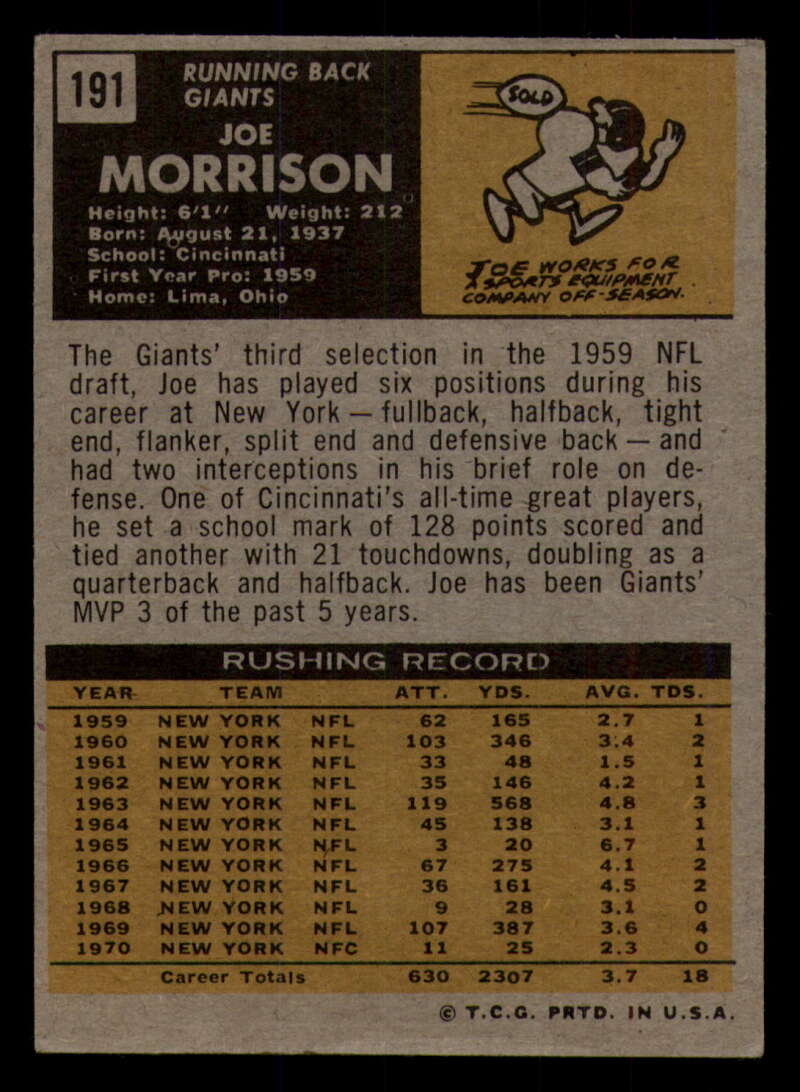 191
RUNNING BACK
GIANTS
JOE
MORRISON
Height: 6'1" Weight: 212
Born: August 21, 1937
School: Cincinnati
First Year Pro: 1959
Home: Lima, Ohio
SOLD
JOE WORKS FOR
SPORTS EQUIPMENT
COMPANY OFF-SEASON.
The Giants' third selection in the 1959 NFL
draft, Joe has played six positions during his
career at New York — fullback, halfback, tight
end, flanker, split end and defensive back — and
had two interceptions in his brief role on de-
fense. One of Cincinnati's all-time great players,
he set a school mark of 128 points scored and
tied another with 21 touchdowns, doubling as a
quarterback and halfback. Joe has been Giants'
MVP 3 of the past 5 years.
RUSHING RECORD
YEAR TEAM ATT. YDS. AVG. TDS.
1959 NEW YORK NFL 62 165 2.7 1
1960 NEW YORK NFL 103 346 3.4 2
1961 NEW YORK NFL 33 48 1.5 1
1962 NEW YORK NFL 35 146 4.2 1
1963 NEW YORK NFL 119 568 4.8 3
1964 NEW YORK NFL 45 138 3.1 1
1965 NEW YORK NFL 3 20 6.7 1
1966 NEW YORK NFL 67 275 4.1 2
1967 NEW YORK NFL 36 161 4.5 2
1968 NEW YORK NFL 9 28 3.1 0
1969 NEW YORK NFL 107 387 3.6 4
1970 NEW YORK NFC 11 25 2.3 0
Career Totals 630 2307 3.7 18
© T.C.G. PRTD. IN U.S.A.